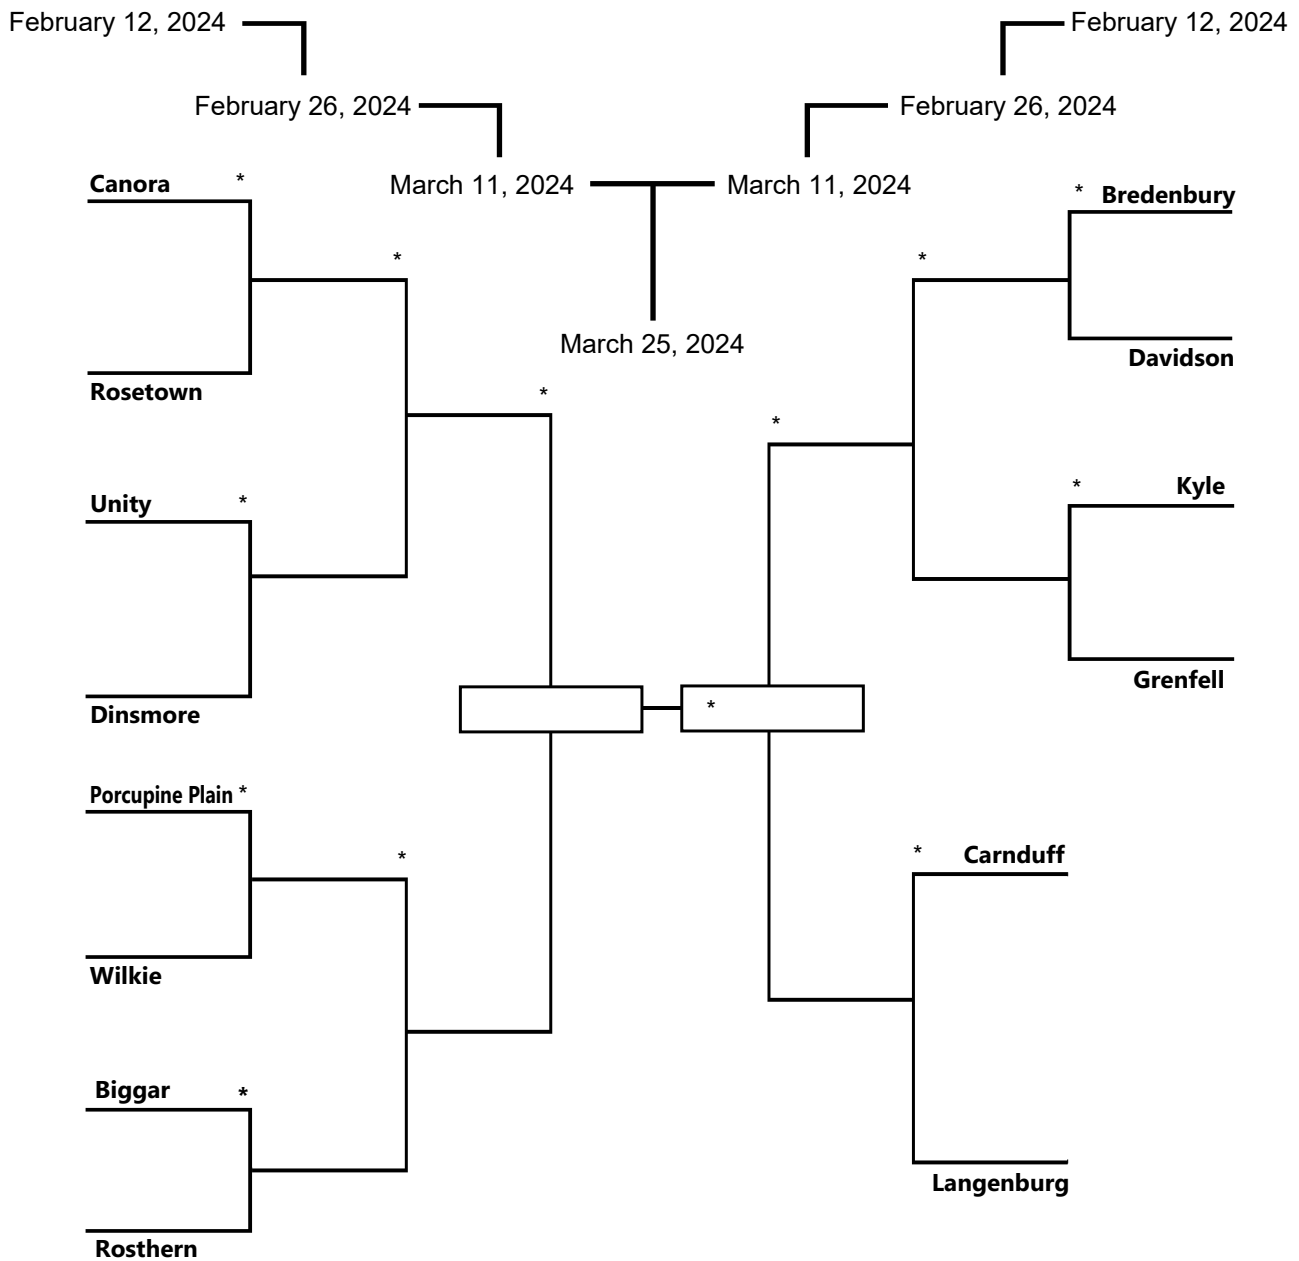 February 12, 2024
February 12, 2024
February 26, 2024
February 26, 2024
March 11, 2024
March 11, 2024
March 25, 2024
Canora *
*
Rosetown
*
Unity *
Dinsmore
Porcupine Plain *
*
Wilkie
Biggar *
Rosthern
* Bredenbury
*
Davidson
*
* Kyle
Grenfell
*
* Carnduff
Langenburg